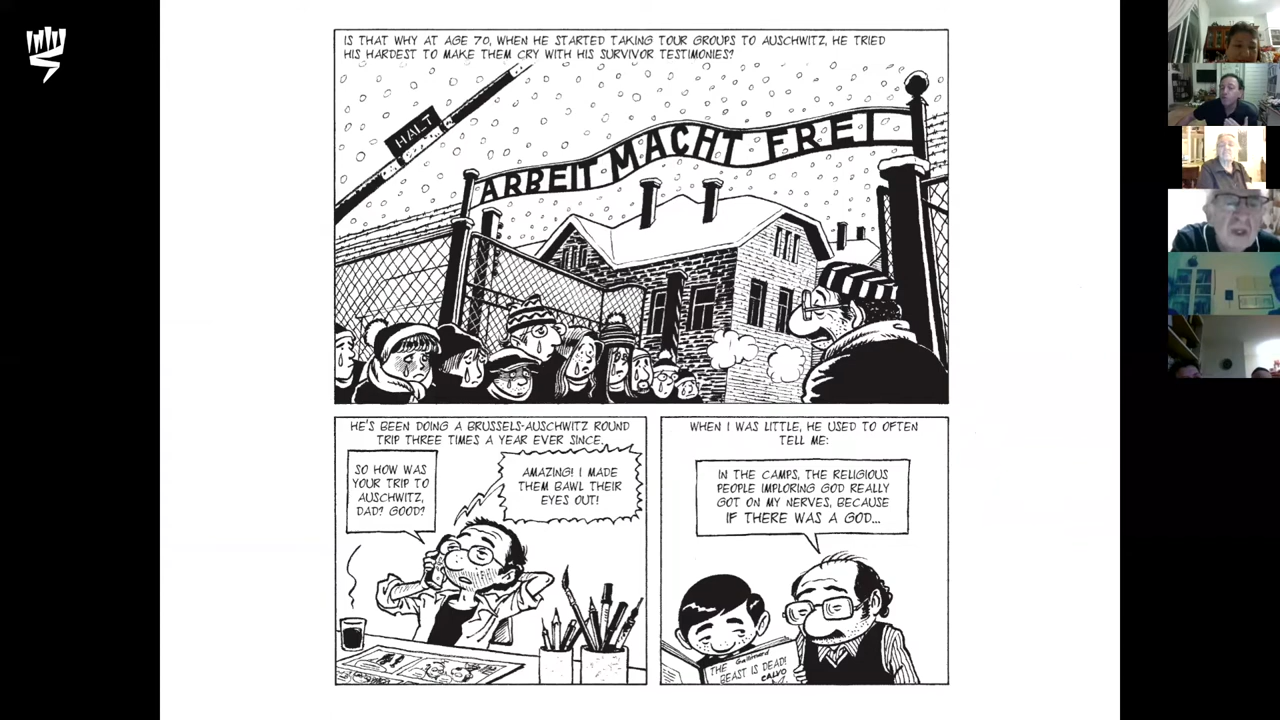 IS THAT WHY AT AGE 70, WHEN HE STARTED TAKING TOUR GROUPS TO AUSCHWITZ, HE TRIED
HIS HARDEST TO MAKE THEM CRY WITH HIS SURVIVOR TESTIMONIES?
HALT
ARBEIT MACHT FREI
HE'S BEEN DOING A BRUSSELS-AUSCHWITZ ROUND
TRIP THREE TIMES A YEAR EVER SINCE.
SO HOW WAS
YOUR TRIP TO
AUSCHWITZ,
DAD? GOOD?
AMAZING! I MADE
THEM BAWL THEIR
EYES OUT!
WHEN I WAS LITTLE, HE USED TO OFTEN
TELL ME:
IN THE CAMPS, THE RELIGIOUS
PEOPLE IMPLORING GOD REALLY
GOT ON MY NERVES, BECAUSE
IF THERE WAS A GOD...
Gallimard
THE BEAST IS DEAD!
CALVO